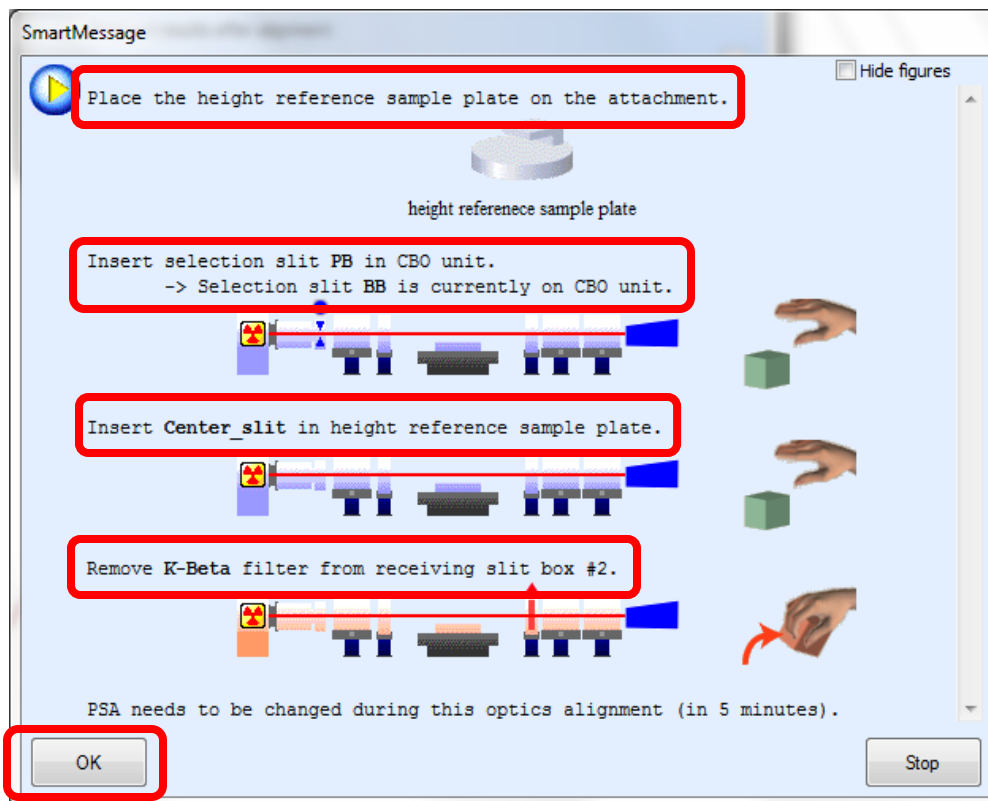 SmartMessage
Hide figures
Place the height reference sample plate on the attachment.
height referenece sample plate
Insert selection slit PB in CBO unit.
-> Selection slit BB is currently on CBO unit.
Insert Center_slit in height reference sample plate.
Remove K-Beta filter from receiving slit box #2.
PSA needs to be changed during this optics alignment (in 5 minutes).
OK
Stop